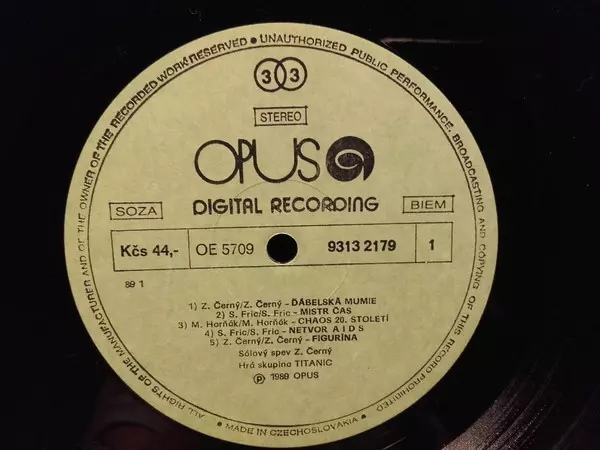 ALL RIGHTS OF THE MANUFACTURER AND OF THE OWNER OF THE RECORDED WORK RESERVED • UNAUTHORIZED PUBLIC PERFORMANCE, BROADCASTING AND COPYING OF THIS RECORD PROHIBITED
33
STEREO
OPUS
SOZA DIGITAL RECORDING BIEM
Kčs 44,- OE 5709 9313 2179 1
89 1
1) Z. Černý/Z. Černý – ĎÁBELSKÁ MUMIE
2) S. Fric/S. Fric – MISTR ČAS
3) M. Horňák/M. Horňák – CHAOS 20. STOLETÍ
4) S. Fric/S. Fric – NETVOR A I D S
5) Z. Černý/Z. Černý – FIGURÍNA
Sólový spev Z. Černý
Hrá skupina TITANIC
Ⓟ 1989 OPUS
• MADE IN CZECHOSLOVAKIA •